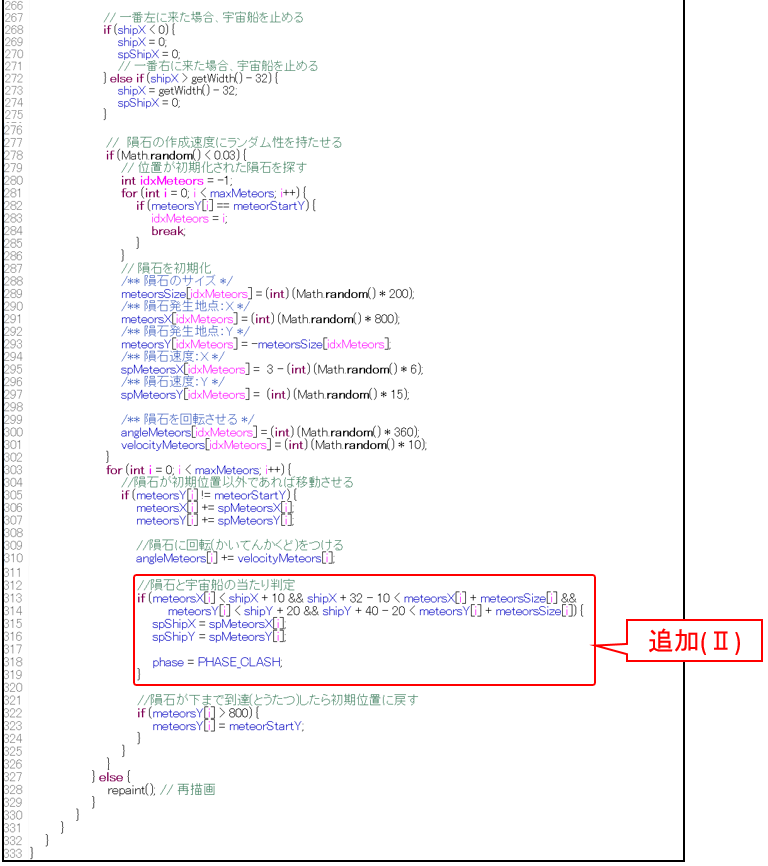 266
267 // 一番左に来た場合、宇宙船を止める
268 if (shipX < 0) {
269 shipX = 0;
270 spShipX = 0;
271 // 一番右に来た場合、宇宙船を止める
272 } else if (shipX > getWidth() - 32) {
273 shipX = getWidth() - 32;
274 spShipX = 0;
275 }
276
277 // 隕石の作成速度にランダム性を持たせる
278 if (Math.random() < 0.03) {
279 // 位置が初期化された隕石を探す
280 int idxMeteors = -1;
281 for (int i = 0; i < maxMeteors; i++) {
282 if (meteorsY[i] == meteorStartY) {
283 idxMeteors = i;
284 break;
285 }
286 }
287 // 隕石を初期化
288 /** 隕石のサイズ */
289 meteorsSize[idxMeteors] = (int) (Math.random() * 200);
290 /** 隕石発生地点：X */
291 meteorsX[idxMeteors] = (int) (Math.random() * 800);
292 /** 隕石発生地点：Y */
293 meteorsY[idxMeteors] = -meteorsSize[idxMeteors];
294 /** 隕石速度：X */
295 spMeteorsX[idxMeteors] = 3 - (int) (Math.random() * 6);
296 /** 隕石速度：Y */
297 spMeteorsY[idxMeteors] = (int) (Math.random() * 15);
298
299 /** 隕石を回転させる */
300 angleMeteors[idxMeteors] = (int) (Math.random() * 360);
301 velocityMeteors[idxMeteors] = (int) (Math.random() * 10);
302 }
303 for (int i = 0; i < maxMeteors; i++) {
304 //隕石が初期位置以外であれば移動させる
305 if (meteorsY[i] != meteorStartY) {
306 meteorsX[i] += spMeteorsX[i];
307 meteorsY[i] += spMeteorsY[i];
308
309 //隕石に回転(かいてんかくど)をつける
310 angleMeteors[i] += velocityMeteors[i];
311
312 //隕石と宇宙船の当たり判定
313 if (meteorsX[i] < shipX + 10 && shipX + 32 - 10 < meteorsX[i] + meteorsSize[i] &&
314 meteorsY[i] < shipY + 20 && shipY + 40 - 20 < meteorsY[i] + meteorsSize[i]) {
315 spShipX = spMeteorsX[i];
316 spShipY = spMeteorsY[i];
317
318 phase = PHASE_CLASH;
319 }
追加(Ⅱ)
320
321 //隕石が下まで到達(とうたつ)したら初期位置に戻す
322 if (meteorsY[i] > 800) {
323 meteorsY[i] = meteorStartY;
324 }
325 }
326 }
327 } else {
328 repaint(); // 再描画
329 }
330 }
331 }
332 }
333 }